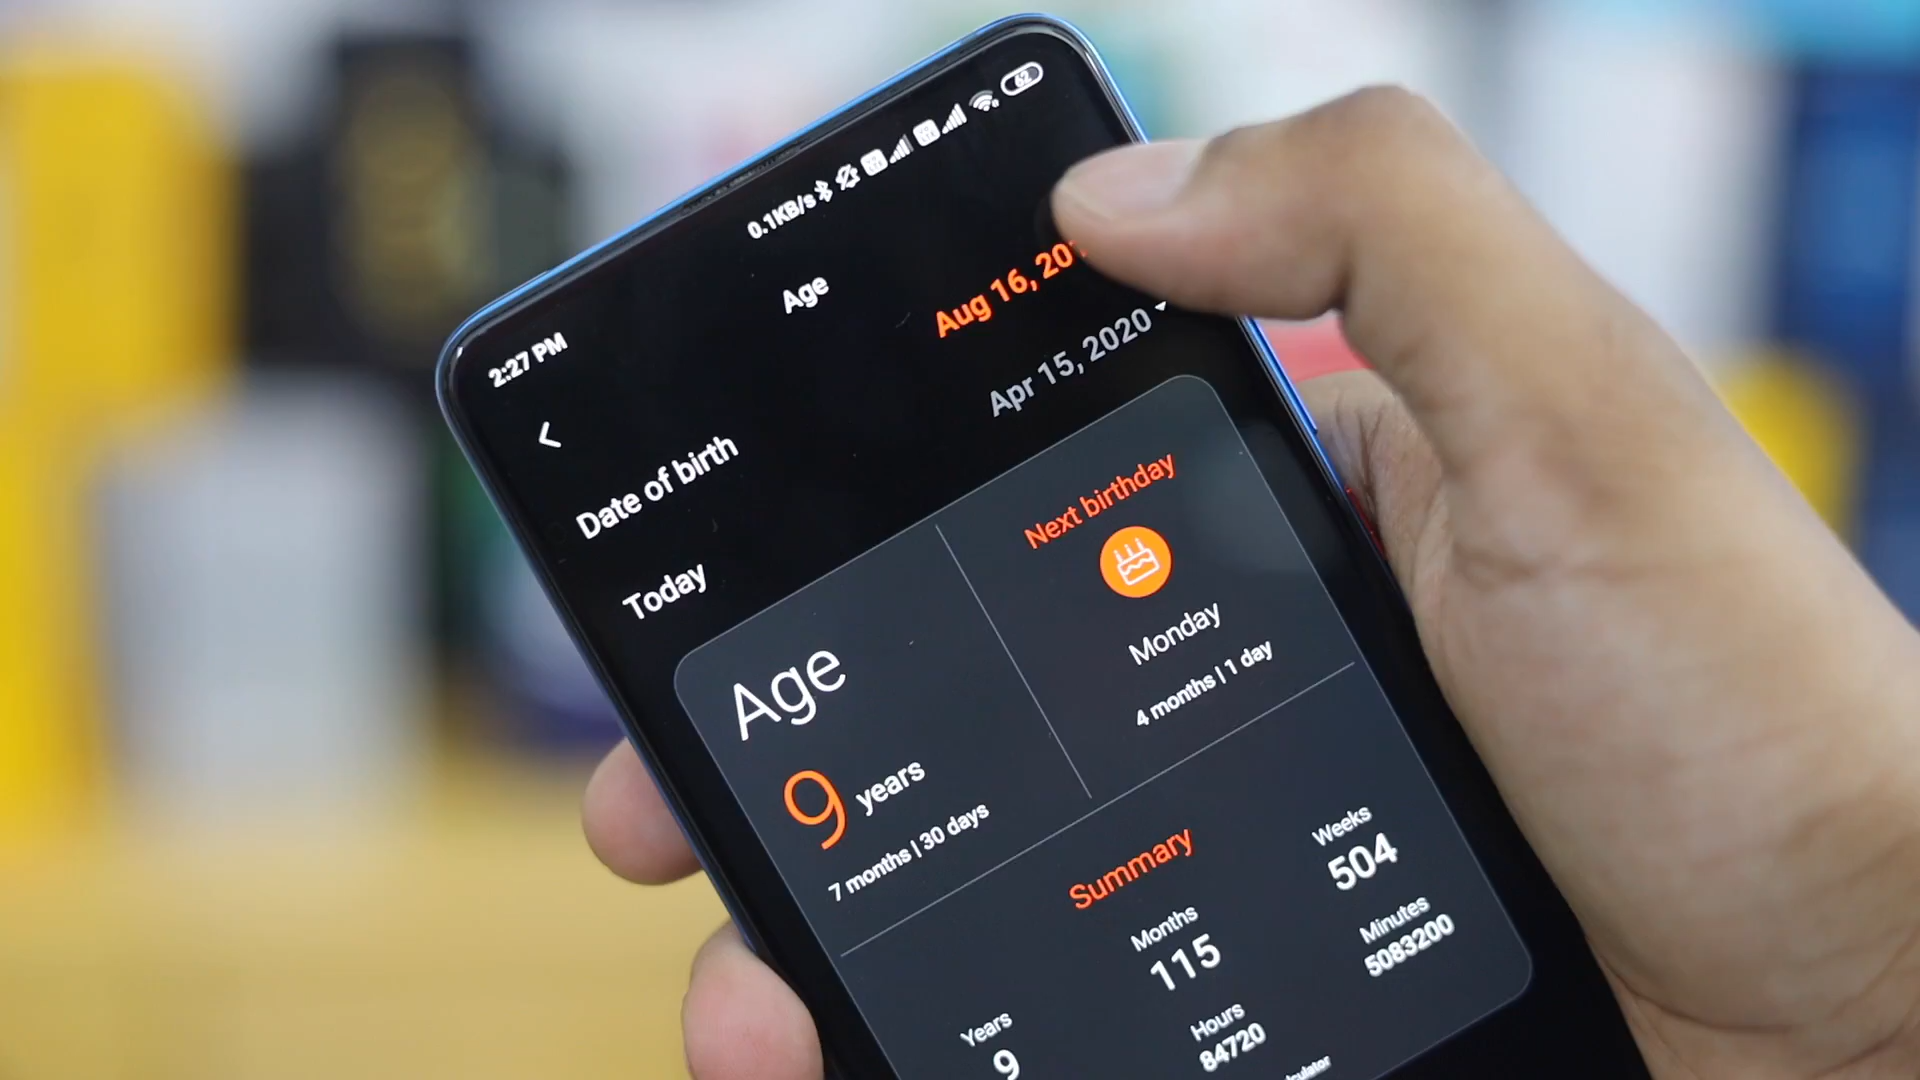 2:27 PM
0.1KB/s
62
Age
Date of birth
Aug 16, 20
Today
Apr 15, 2020
Age
9 years
7 months | 30 days
Next birthday
Monday
4 months | 1 day
Summary
Years
9
Months
115
Weeks
504
Hours
84720
Minutes
5083200